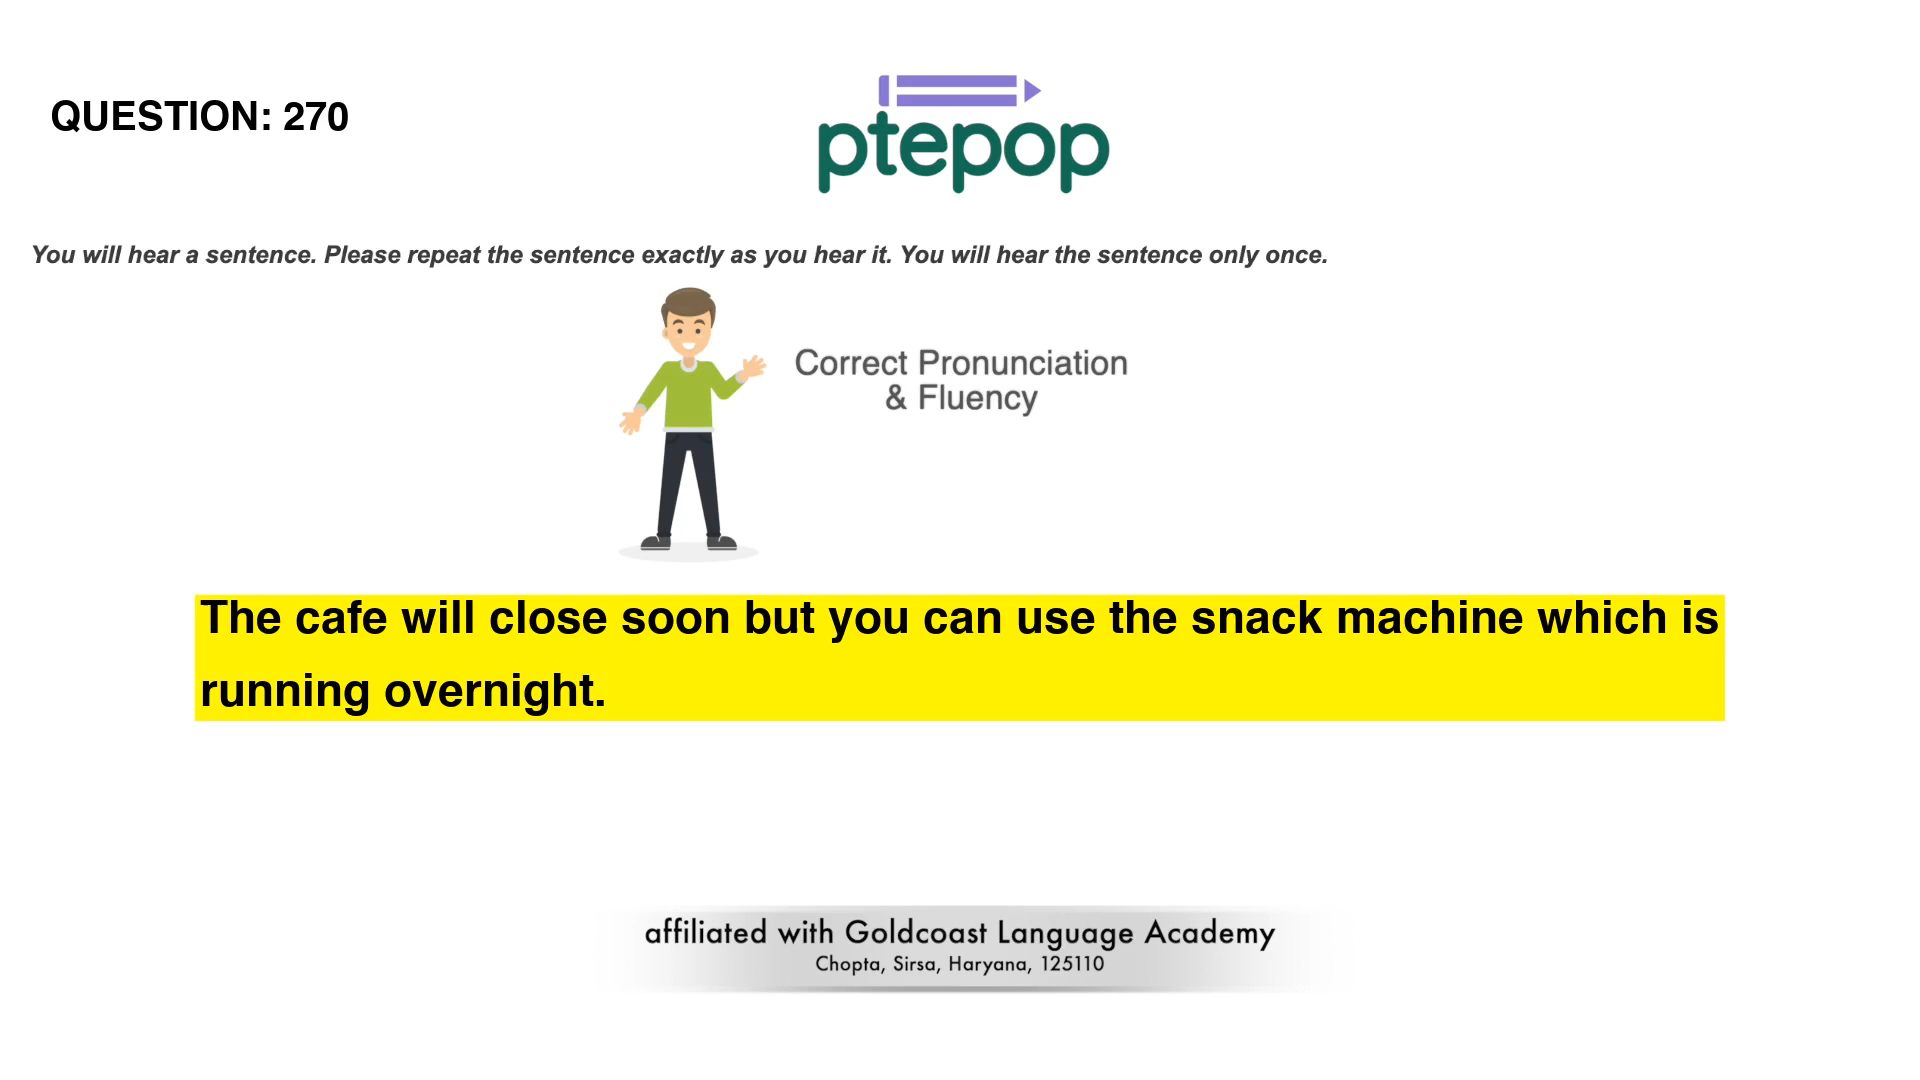 QUESTION: 270
ptepop
You will hear a sentence. Please repeat the sentence exactly as you hear it. You will hear the sentence only once.
Correct Pronunciation
& Fluency
The cafe will close soon but you can use the snack machine which is
running overnight.
affiliated with Goldcoast Language Academy
Chopta, Sirsa, Haryana, 125110